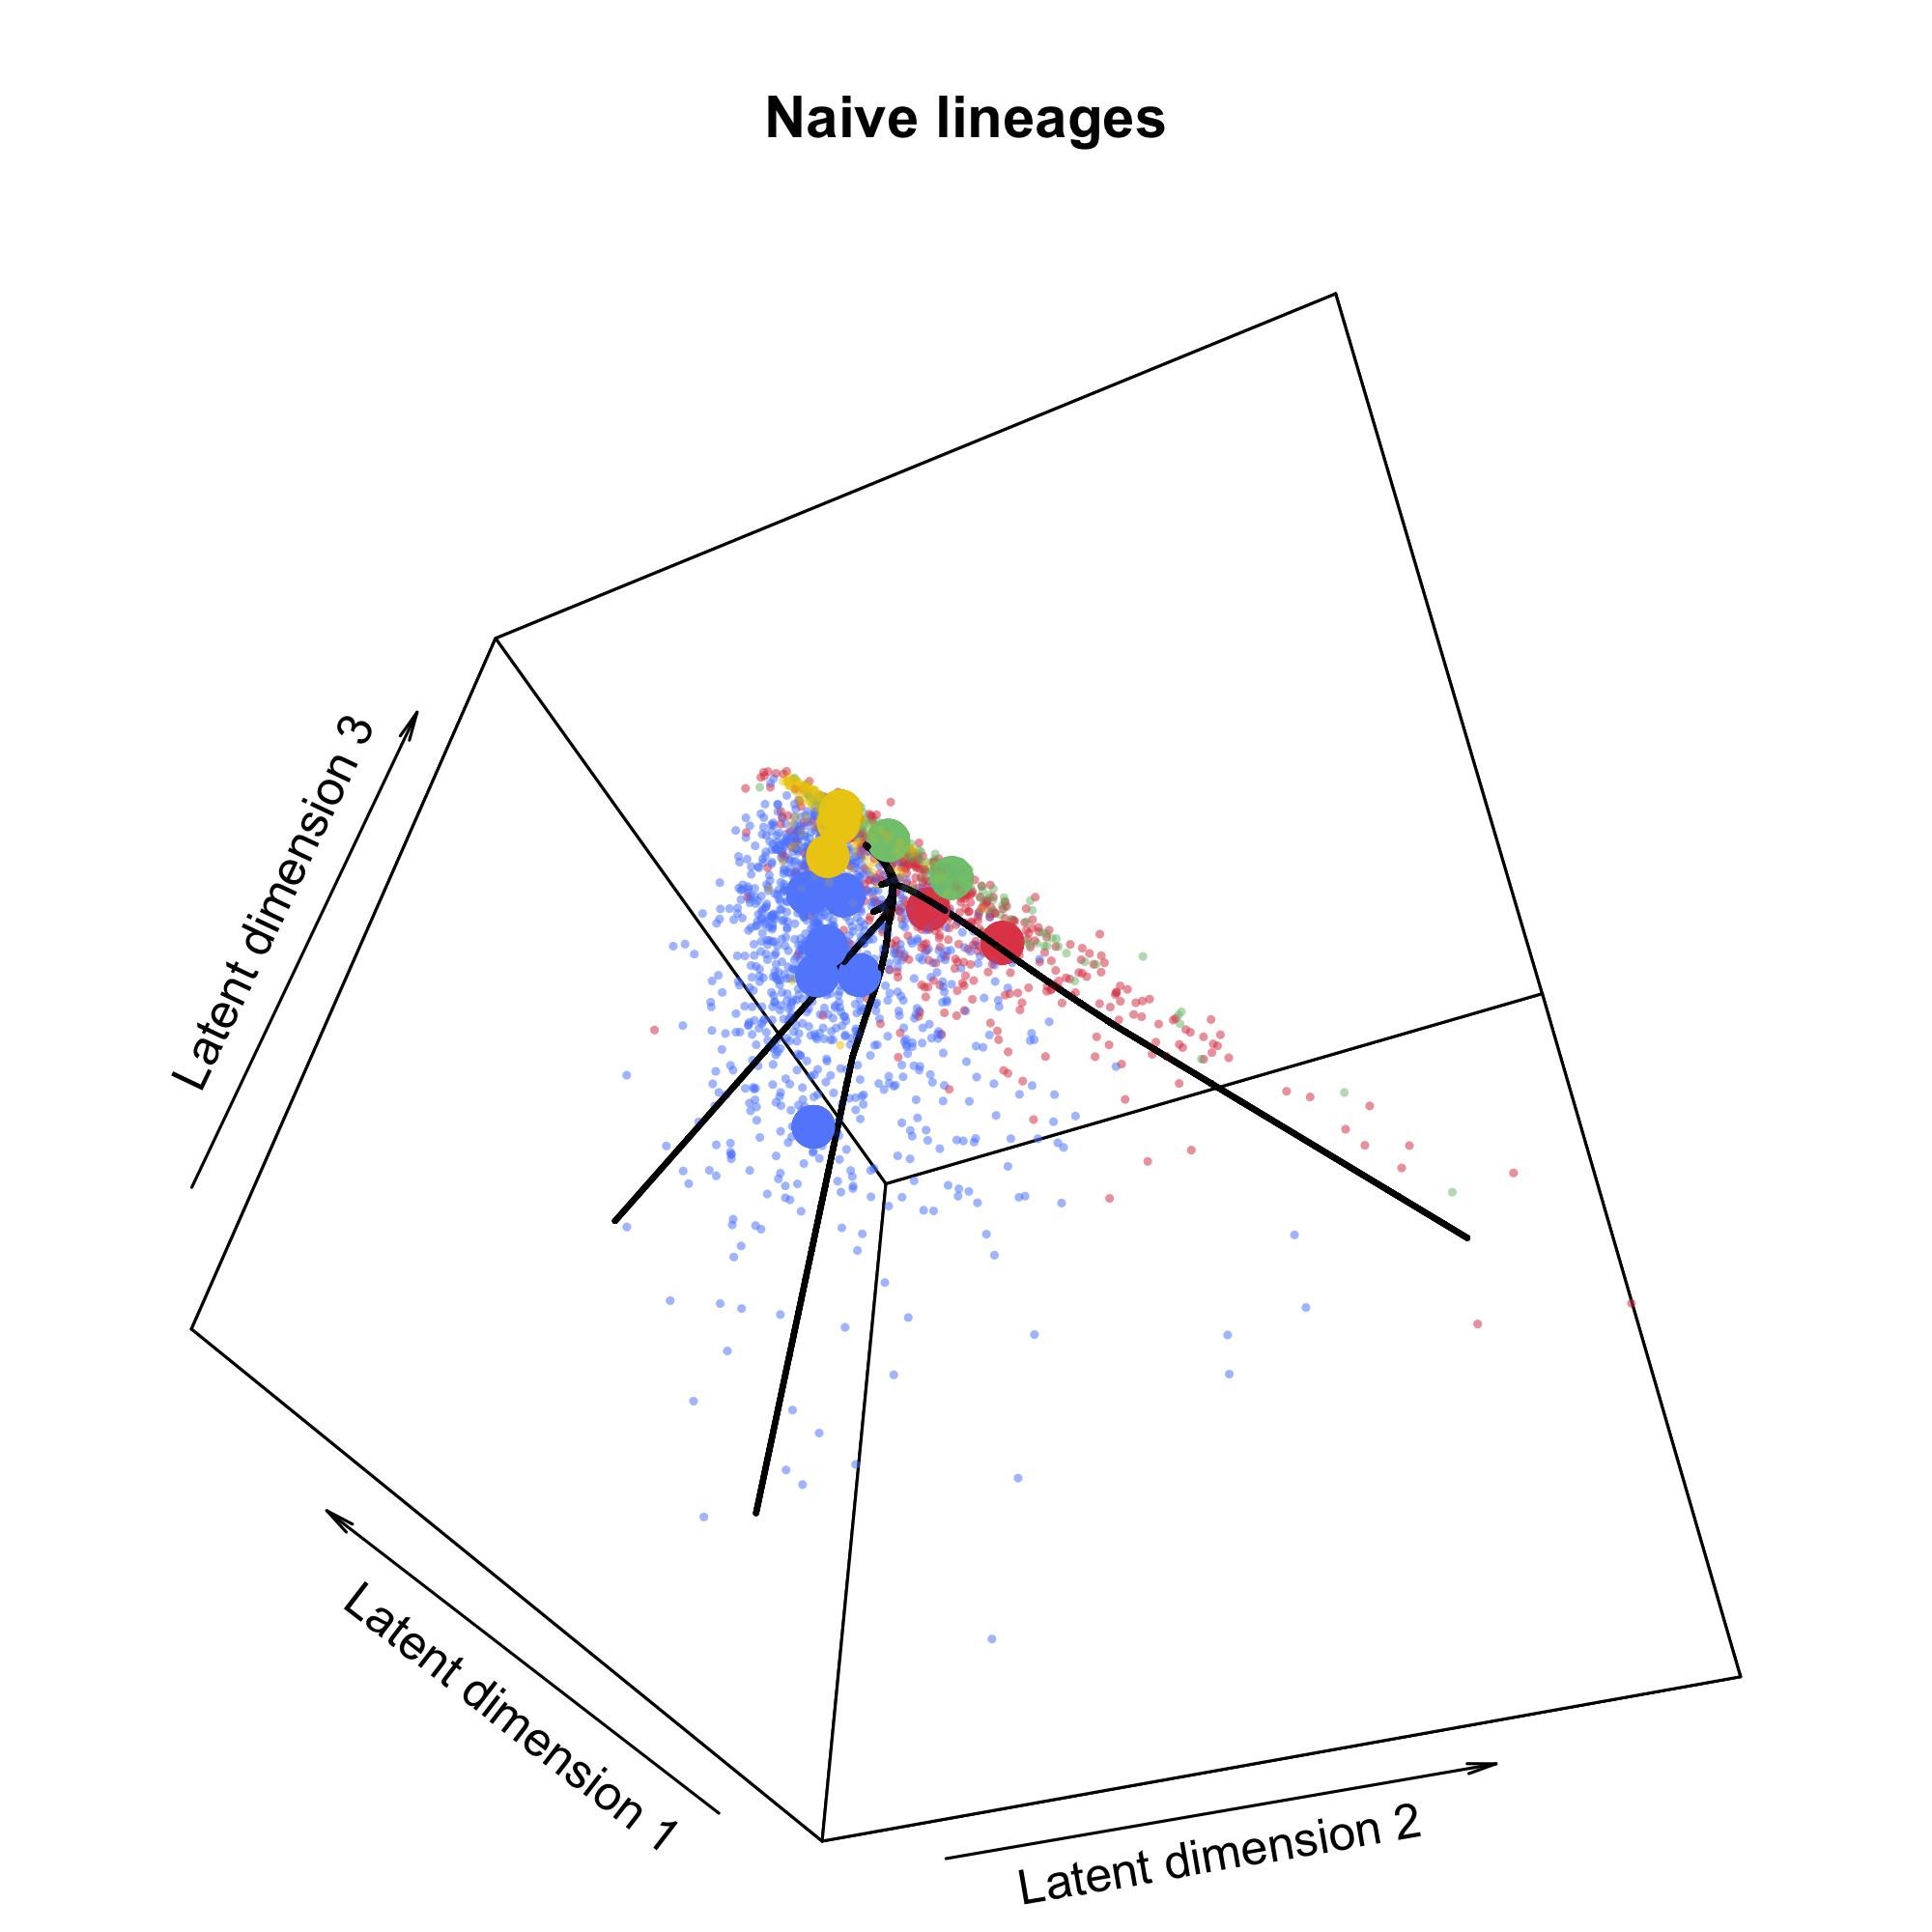 Naive lineages
Latent dimension 3
Latent dimension 1
Latent dimension 2